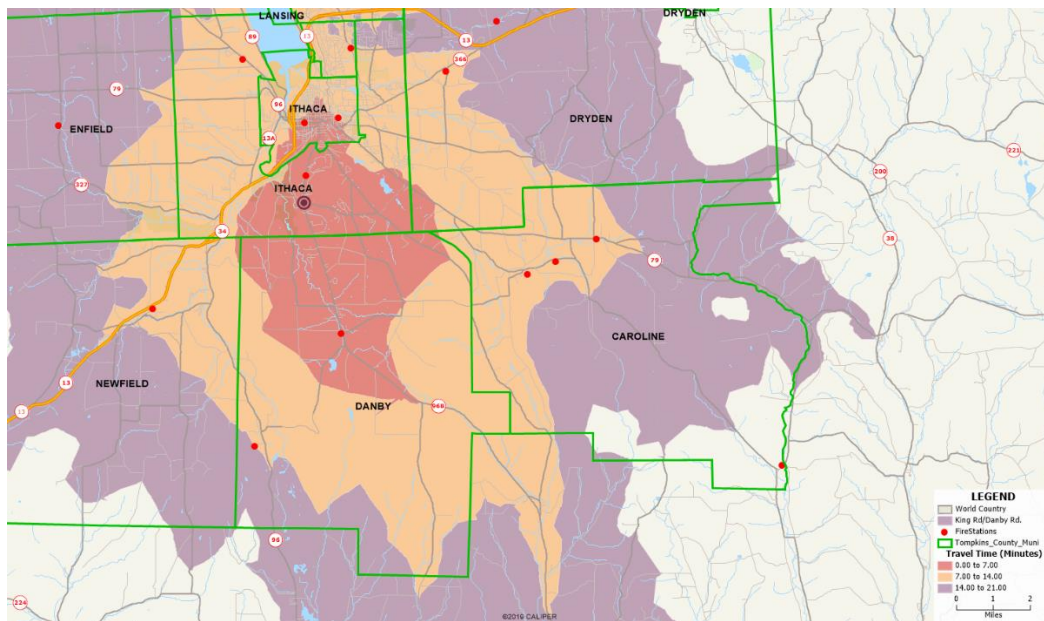 LANSING
DRYDEN
13
89
13
366
79
96
ITHACA
DRYDEN
ENFIELD
13A
221
200
327
ITHACA
34
38
79
CAROLINE
13
NEWFIELD
DANBY
96B
13
96
224
LEGEND
World Country
King Rd/Danby Rd.
FireStations
Tompkins_County_Muni
Travel Time (Minutes)
0.00 to 7.00
7.00 to 14.00
14.00 to 21.00
0 1 2
Miles
©2016 CALIPER